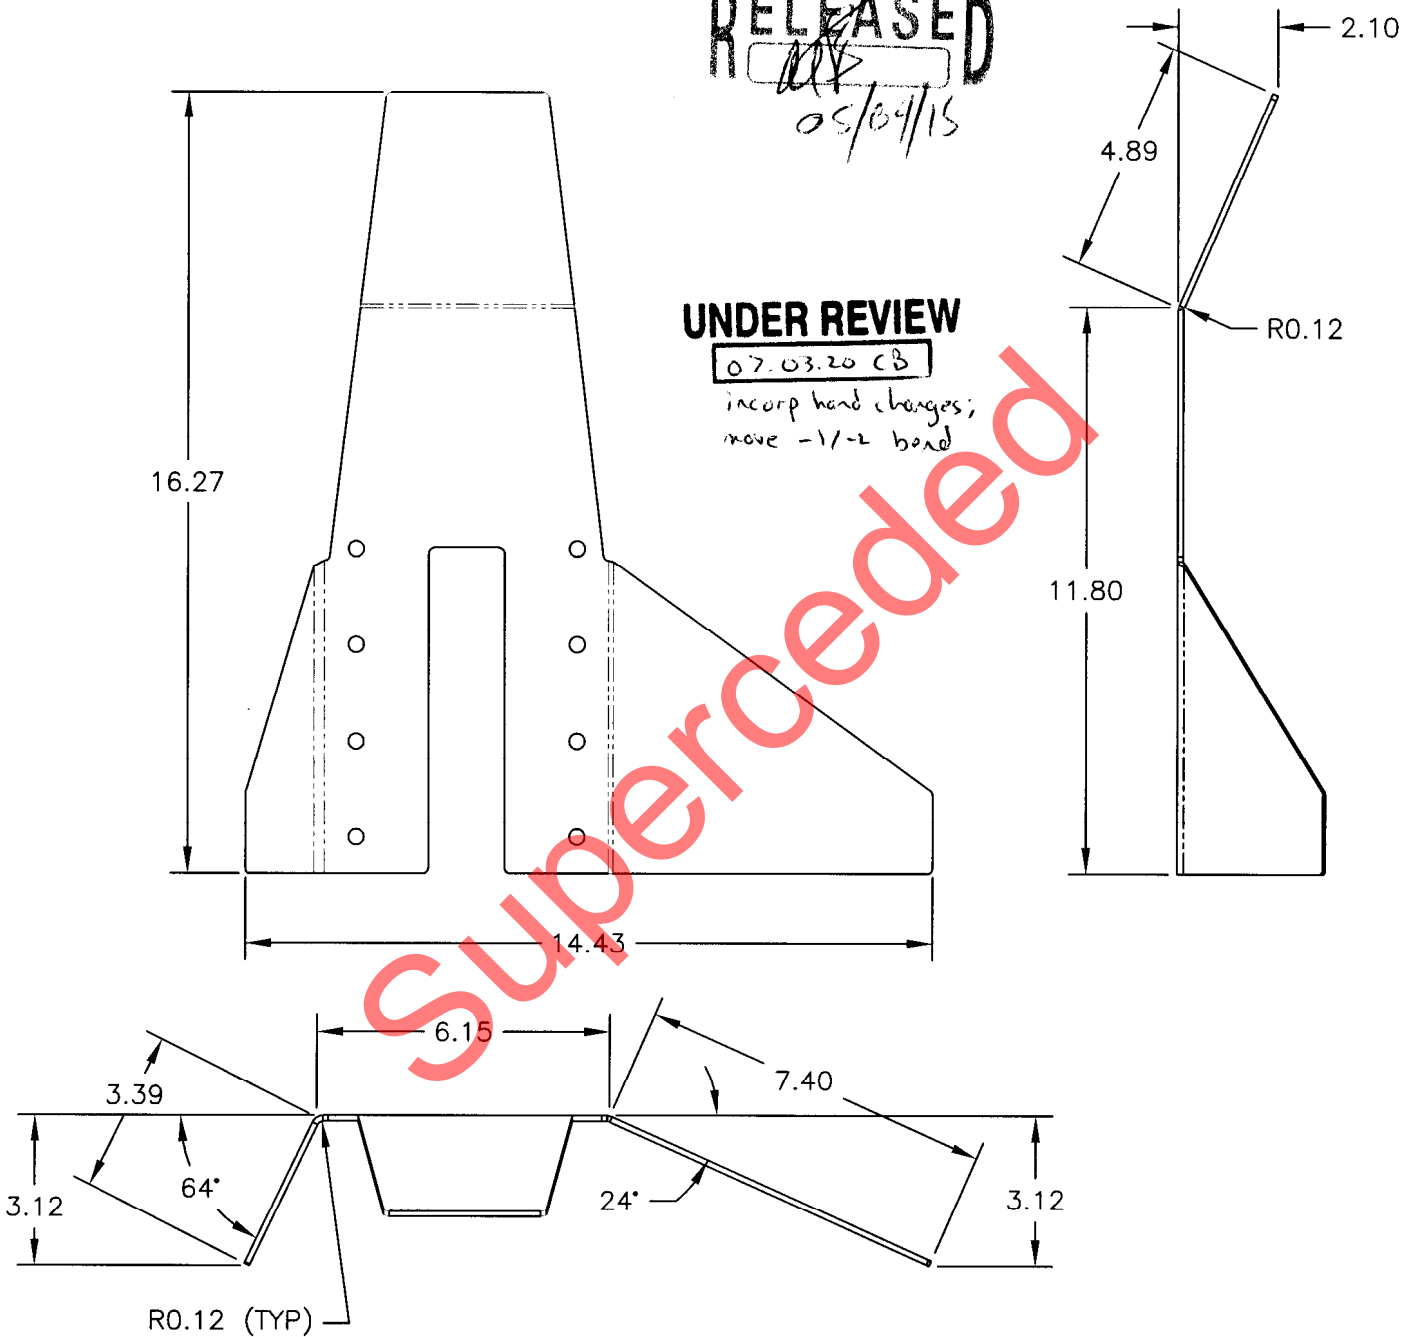 RELEASED
05/04/15
2.10
4.89
R0.12
UNDER REVIEW
07.03.20 CB
incorp hand changes;
move -1/-2 bend
16.27
11.80
14.43
6.15
3.39
7.40
64°
3.12
24°
3.12
R0.12 (TYP)
Superceded